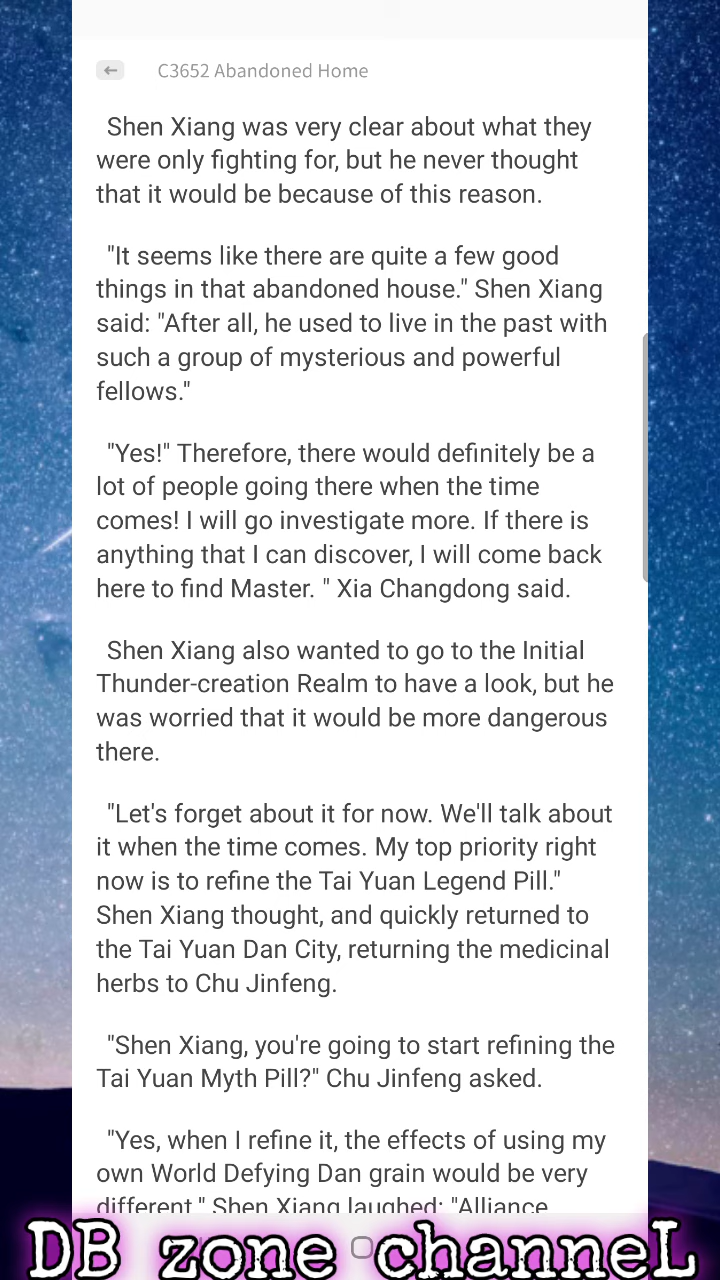 C3652 Abandoned Home
Shen Xiang was very clear about what they
were only fighting for, but he never thought
that it would be because of this reason.
"It seems like there are quite a few good
things in that abandoned house." Shen Xiang
said: "After all, he used to live in the past with
such a group of mysterious and powerful
fellows."
"Yes!" Therefore, there would definitely be a
lot of people going there when the time
comes! I will go investigate more. If there is
anything that I can discover, I will come back
here to find Master. " Xia Changdong said.
Shen Xiang also wanted to go to the Initial
Thunder-creation Realm to have a look, but he
was worried that it would be more dangerous
there.
"Let's forget about it for now. We'll talk about
it when the time comes. My top priority right
now is to refine the Tai Yuan Legend Pill."
Shen Xiang thought, and quickly returned to
the Tai Yuan Dan City, returning the medicinal
herbs to Chu Jinfeng.
"Shen Xiang, you're going to start refining the
Tai Yuan Myth Pill?" Chu Jinfeng asked.
"Yes, when I refine it, the effects of using my
own World Defying Dan grain would be very
different." Shen Xiang laughed: "Alliance
DB zone channeL